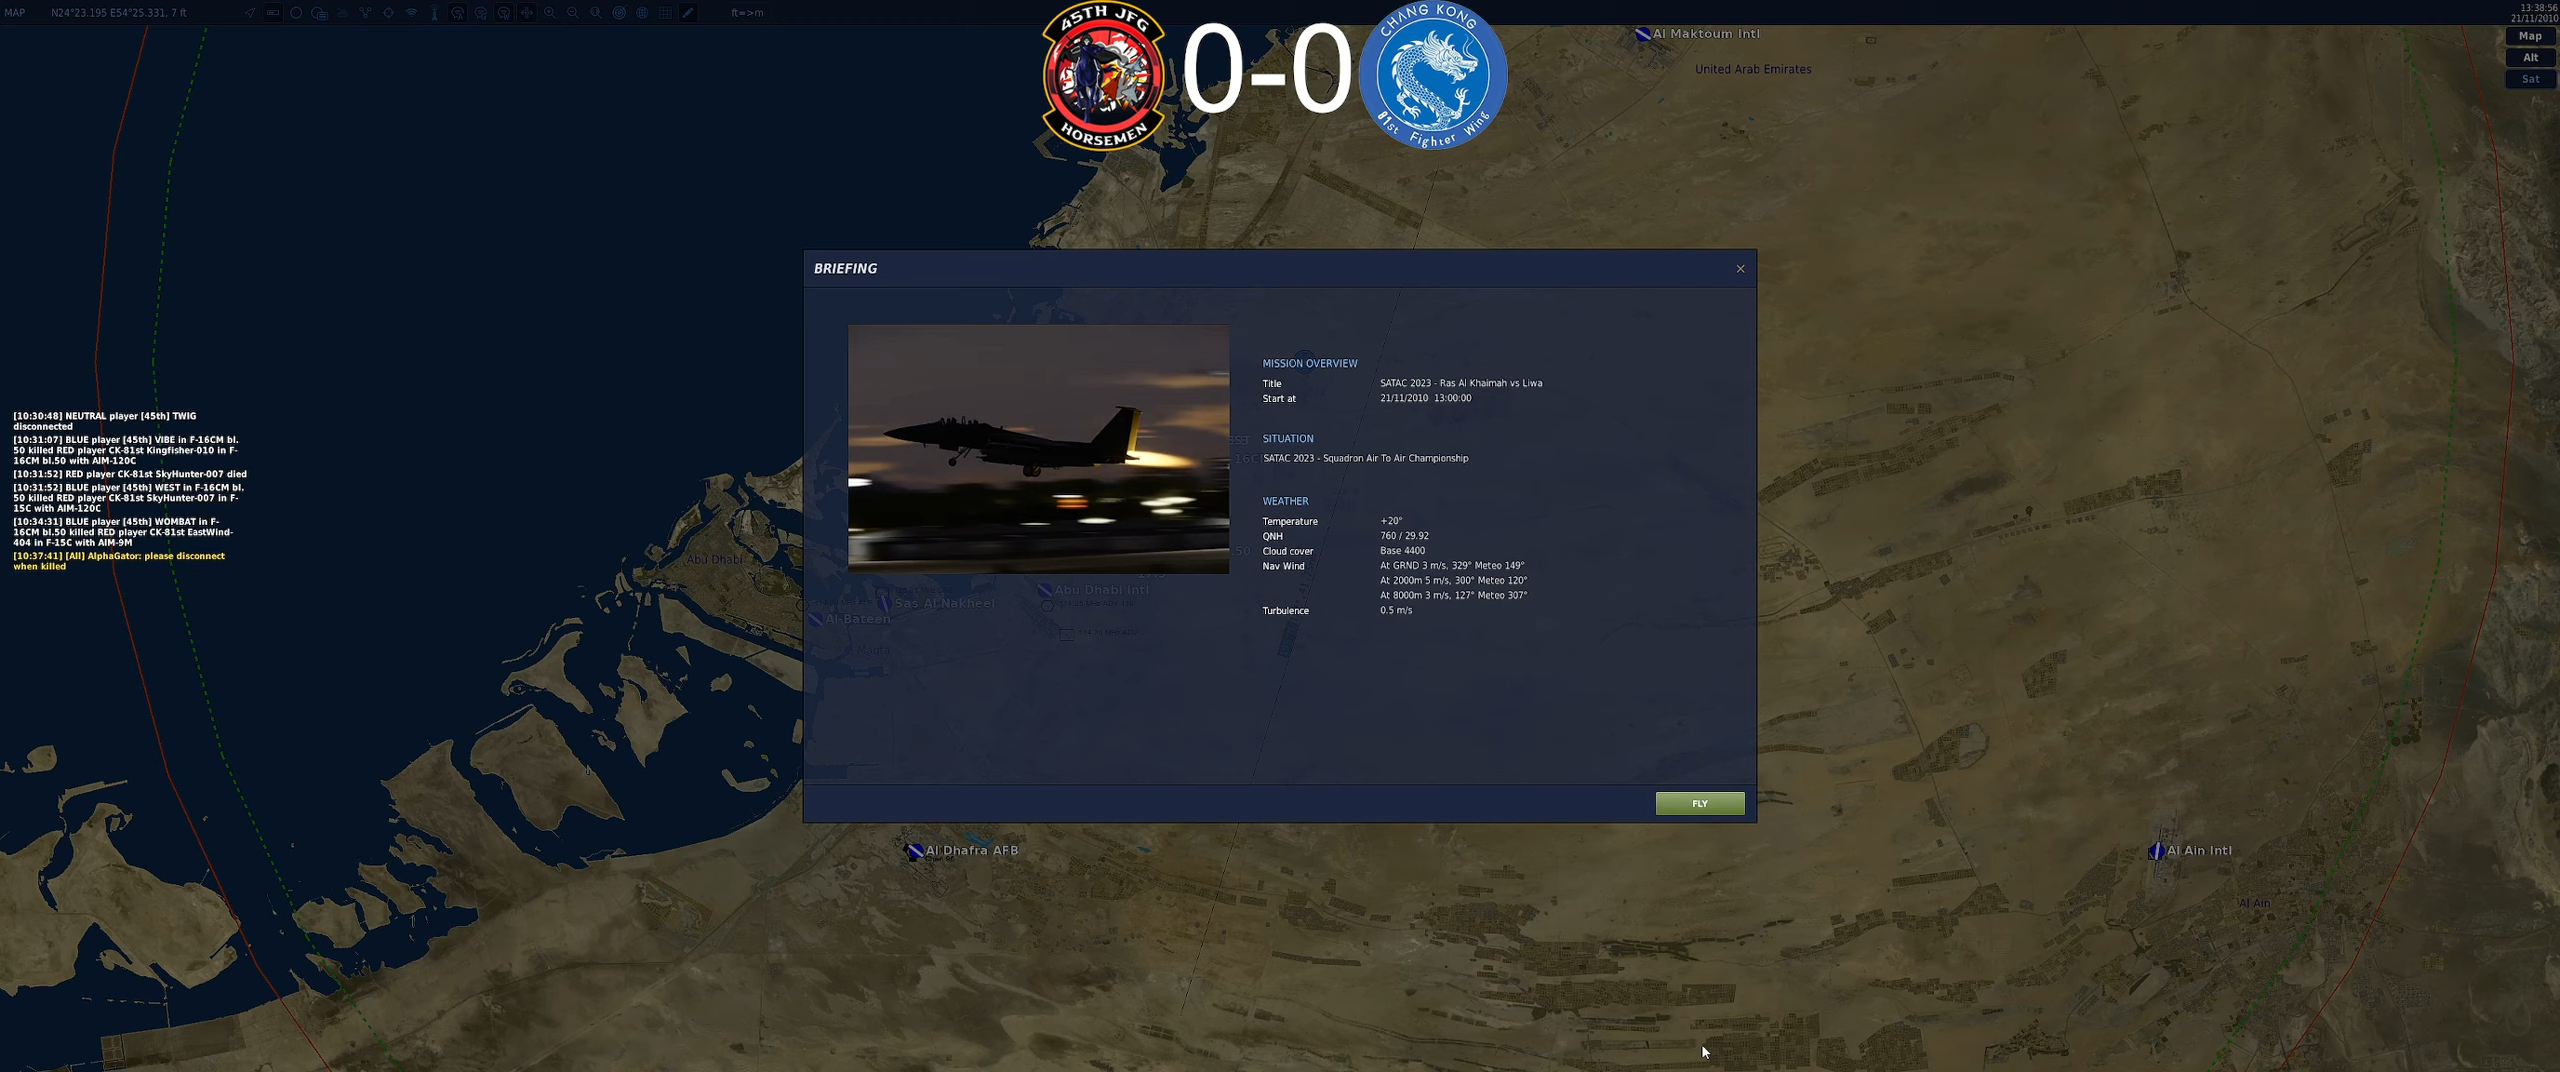 MAP N24°23.195 E54°25.331, 7 ft ft=>m 13:38:56
21/11/2010
Map
Alt
Sat
45TH JFG
HORSEMEN
0-0
CHANG KONG
81st Fighter Wing
Al Maktoum Intl
United Arab Emirates
BRIEFING
MISSION OVERVIEW
Title SATAC 2023 - Ras Al Khaimah vs Liwa
Start at 21/11/2010 13:00:00
SITUATION
SATAC 2023 - Squadron Air To Air Championship
WEATHER
Temperature +20°
QNH 760 / 29.92
Cloud cover Base 4400
Nav Wind At GRND 3 m/s, 329° Meteo 149°
At 2000m 5 m/s, 300° Meteo 120°
At 8000m 3 m/s, 127° Meteo 307°
Turbulence 0.5 m/s
FLY
[10:30:48] NEUTRAL player [45th] TWIG
disconnected
[10:31:07] BLUE player [45th] VIBE in F-16CM bl.
50 killed RED player CK-81st Kingfisher-010 in F-
16CM bl.50 with AIM-120C
[10:31:52] RED player CK-81st SkyHunter-007 died
[10:31:52] BLUE player [45th] WEST in F-16CM bl.
50 killed RED player CK-81st SkyHunter-007 in F-
15C with AIM-120C
[10:34:31] BLUE player [45th] WOMBAT in F-
16CM bl.50 killed RED player CK-81st EastWind-
404 in F-15C with AIM-9M
[10:37:41] [All] AlphaGator: please disconnect
when killed
Abu Dhabi
Sas Al Nakheel
Abu Dhabi Intl
Al-Bateen
Al Dhafra AFB
Al Ain Intl
Al Ain